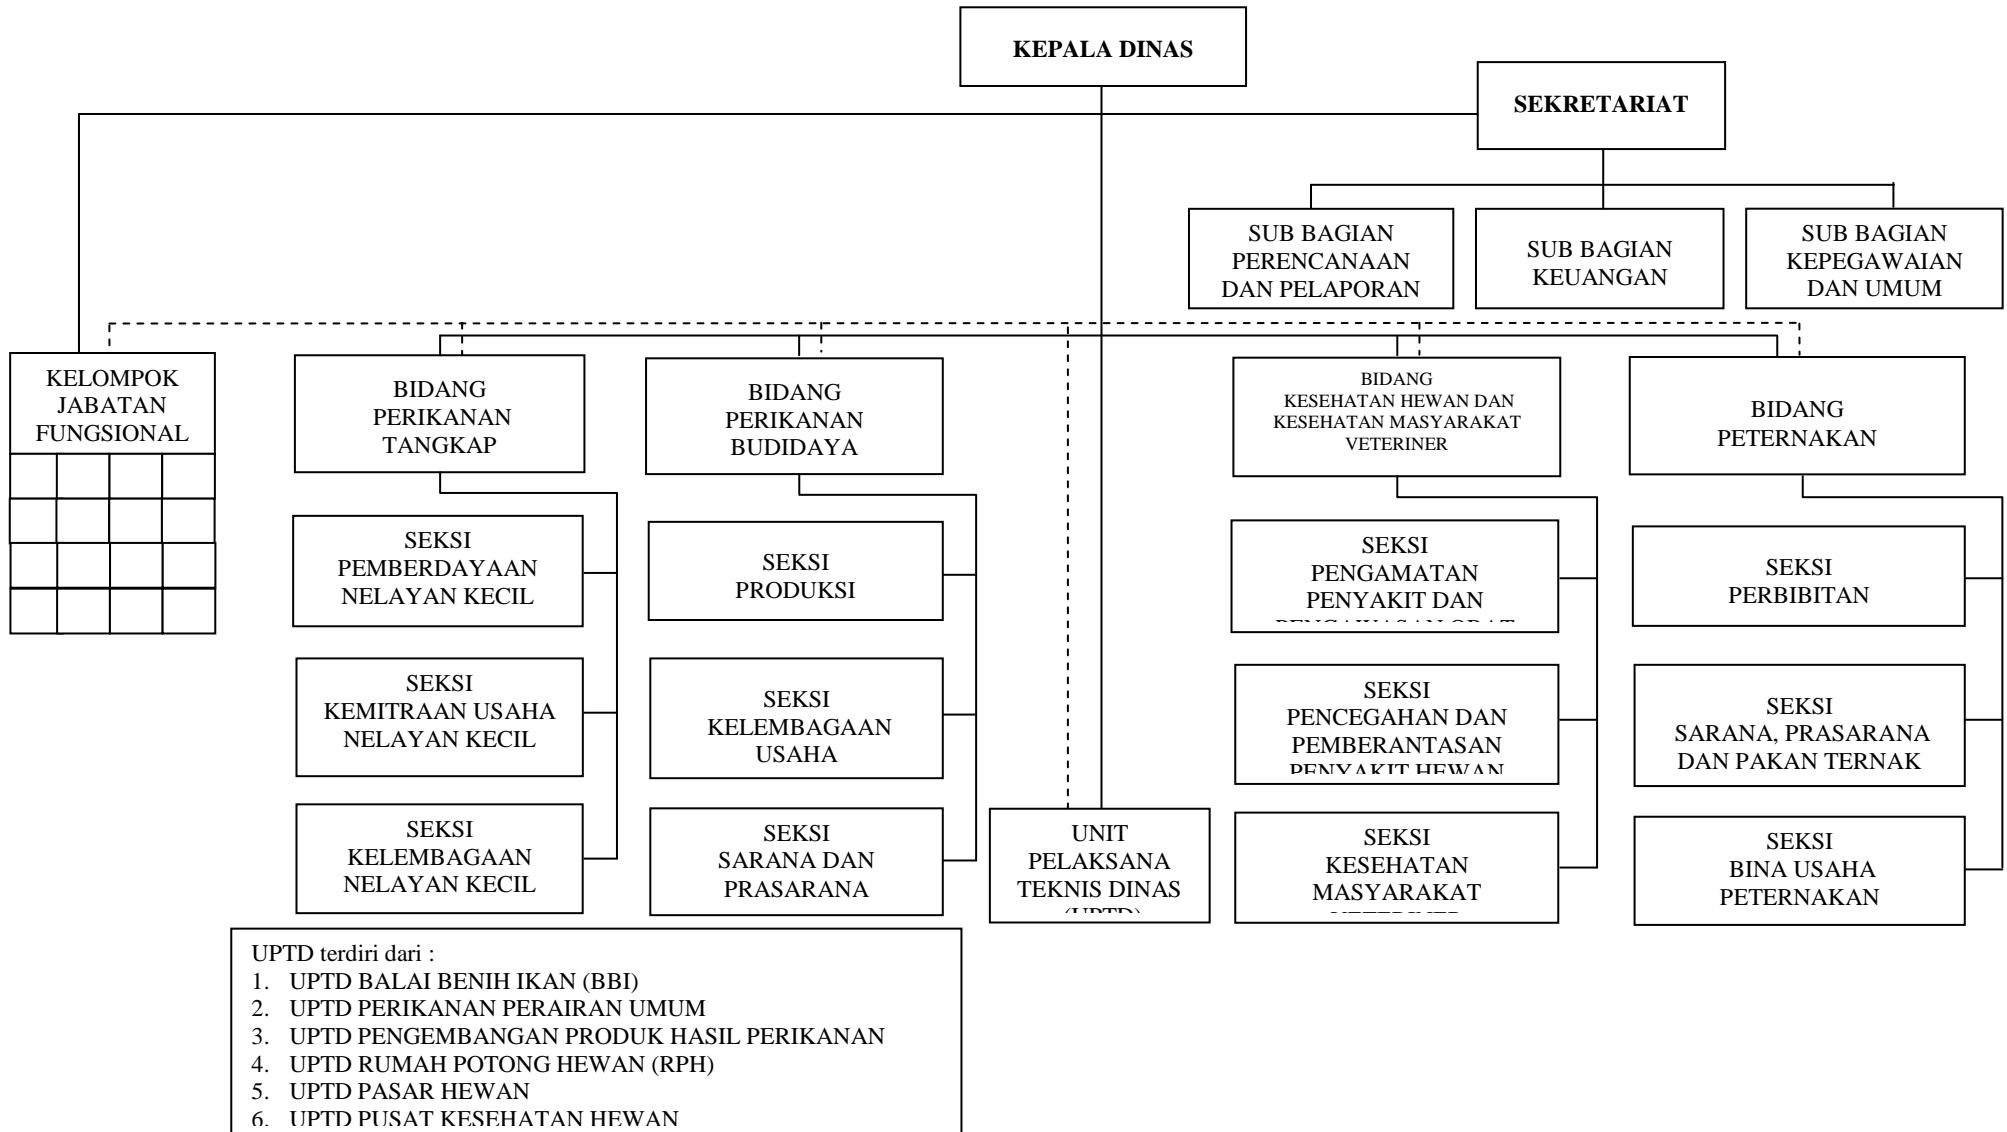 KEPALA DINAS
SEKRETARIAT
SUB BAGIAN
PERENCANAAN
DAN PELAPORAN
SUB BAGIAN
KEUANGAN
SUB BAGIAN
KEPEGAWAIAN
DAN UMUM
KELOMPOK
JABATAN
FUNGSIONAL
BIDANG
PERIKANAN
TANGKAP
BIDANG
PERIKANAN
BUDIDAYA
BIDANG
KESEHATAN HEWAN DAN
KESEHATAN MASYARAKAT
VETERINER
BIDANG
PETERNAKAN
SEKSI
PEMBERDAYAAN
NELAYAN KECIL
SEKSI
PRODUKSI
SEKSI
PENGAMATAN
PENYAKIT DAN
PENGAWASAN OBAT
SEKSI
PERBIBITAN
SEKSI
KEMITRAAN USAHA
NELAYAN KECIL
SEKSI
KELEMBAGAAN
USAHA
SEKSI
PENCEGAHAN DAN
PEMBERANTASAN
PENYAKIT HEWAN
SEKSI
SARANA, PRASARANA
DAN PAKAN TERNAK
SEKSI
KELEMBAGAAN
NELAYAN KECIL
SEKSI
SARANA DAN
PRASARANA
UNIT
PELAKSANA
TEKNIS DINAS
(UPTD)
SEKSI
KESEHATAN
MASYARAKAT
VETERINER
SEKSI
BINA USAHA
PETERNAKAN
UPTD terdiri dari :
1. UPTD BALAI BENIH IKAN (BBI)
2. UPTD PERIKANAN PERAIRAN UMUM
3. UPTD PENGEMBANGAN PRODUK HASIL PERIKANAN
4. UPTD RUMAH POTONG HEWAN (RPH)
5. UPTD PASAR HEWAN
6. UPTD PUSAT KESEHATAN HEWAN